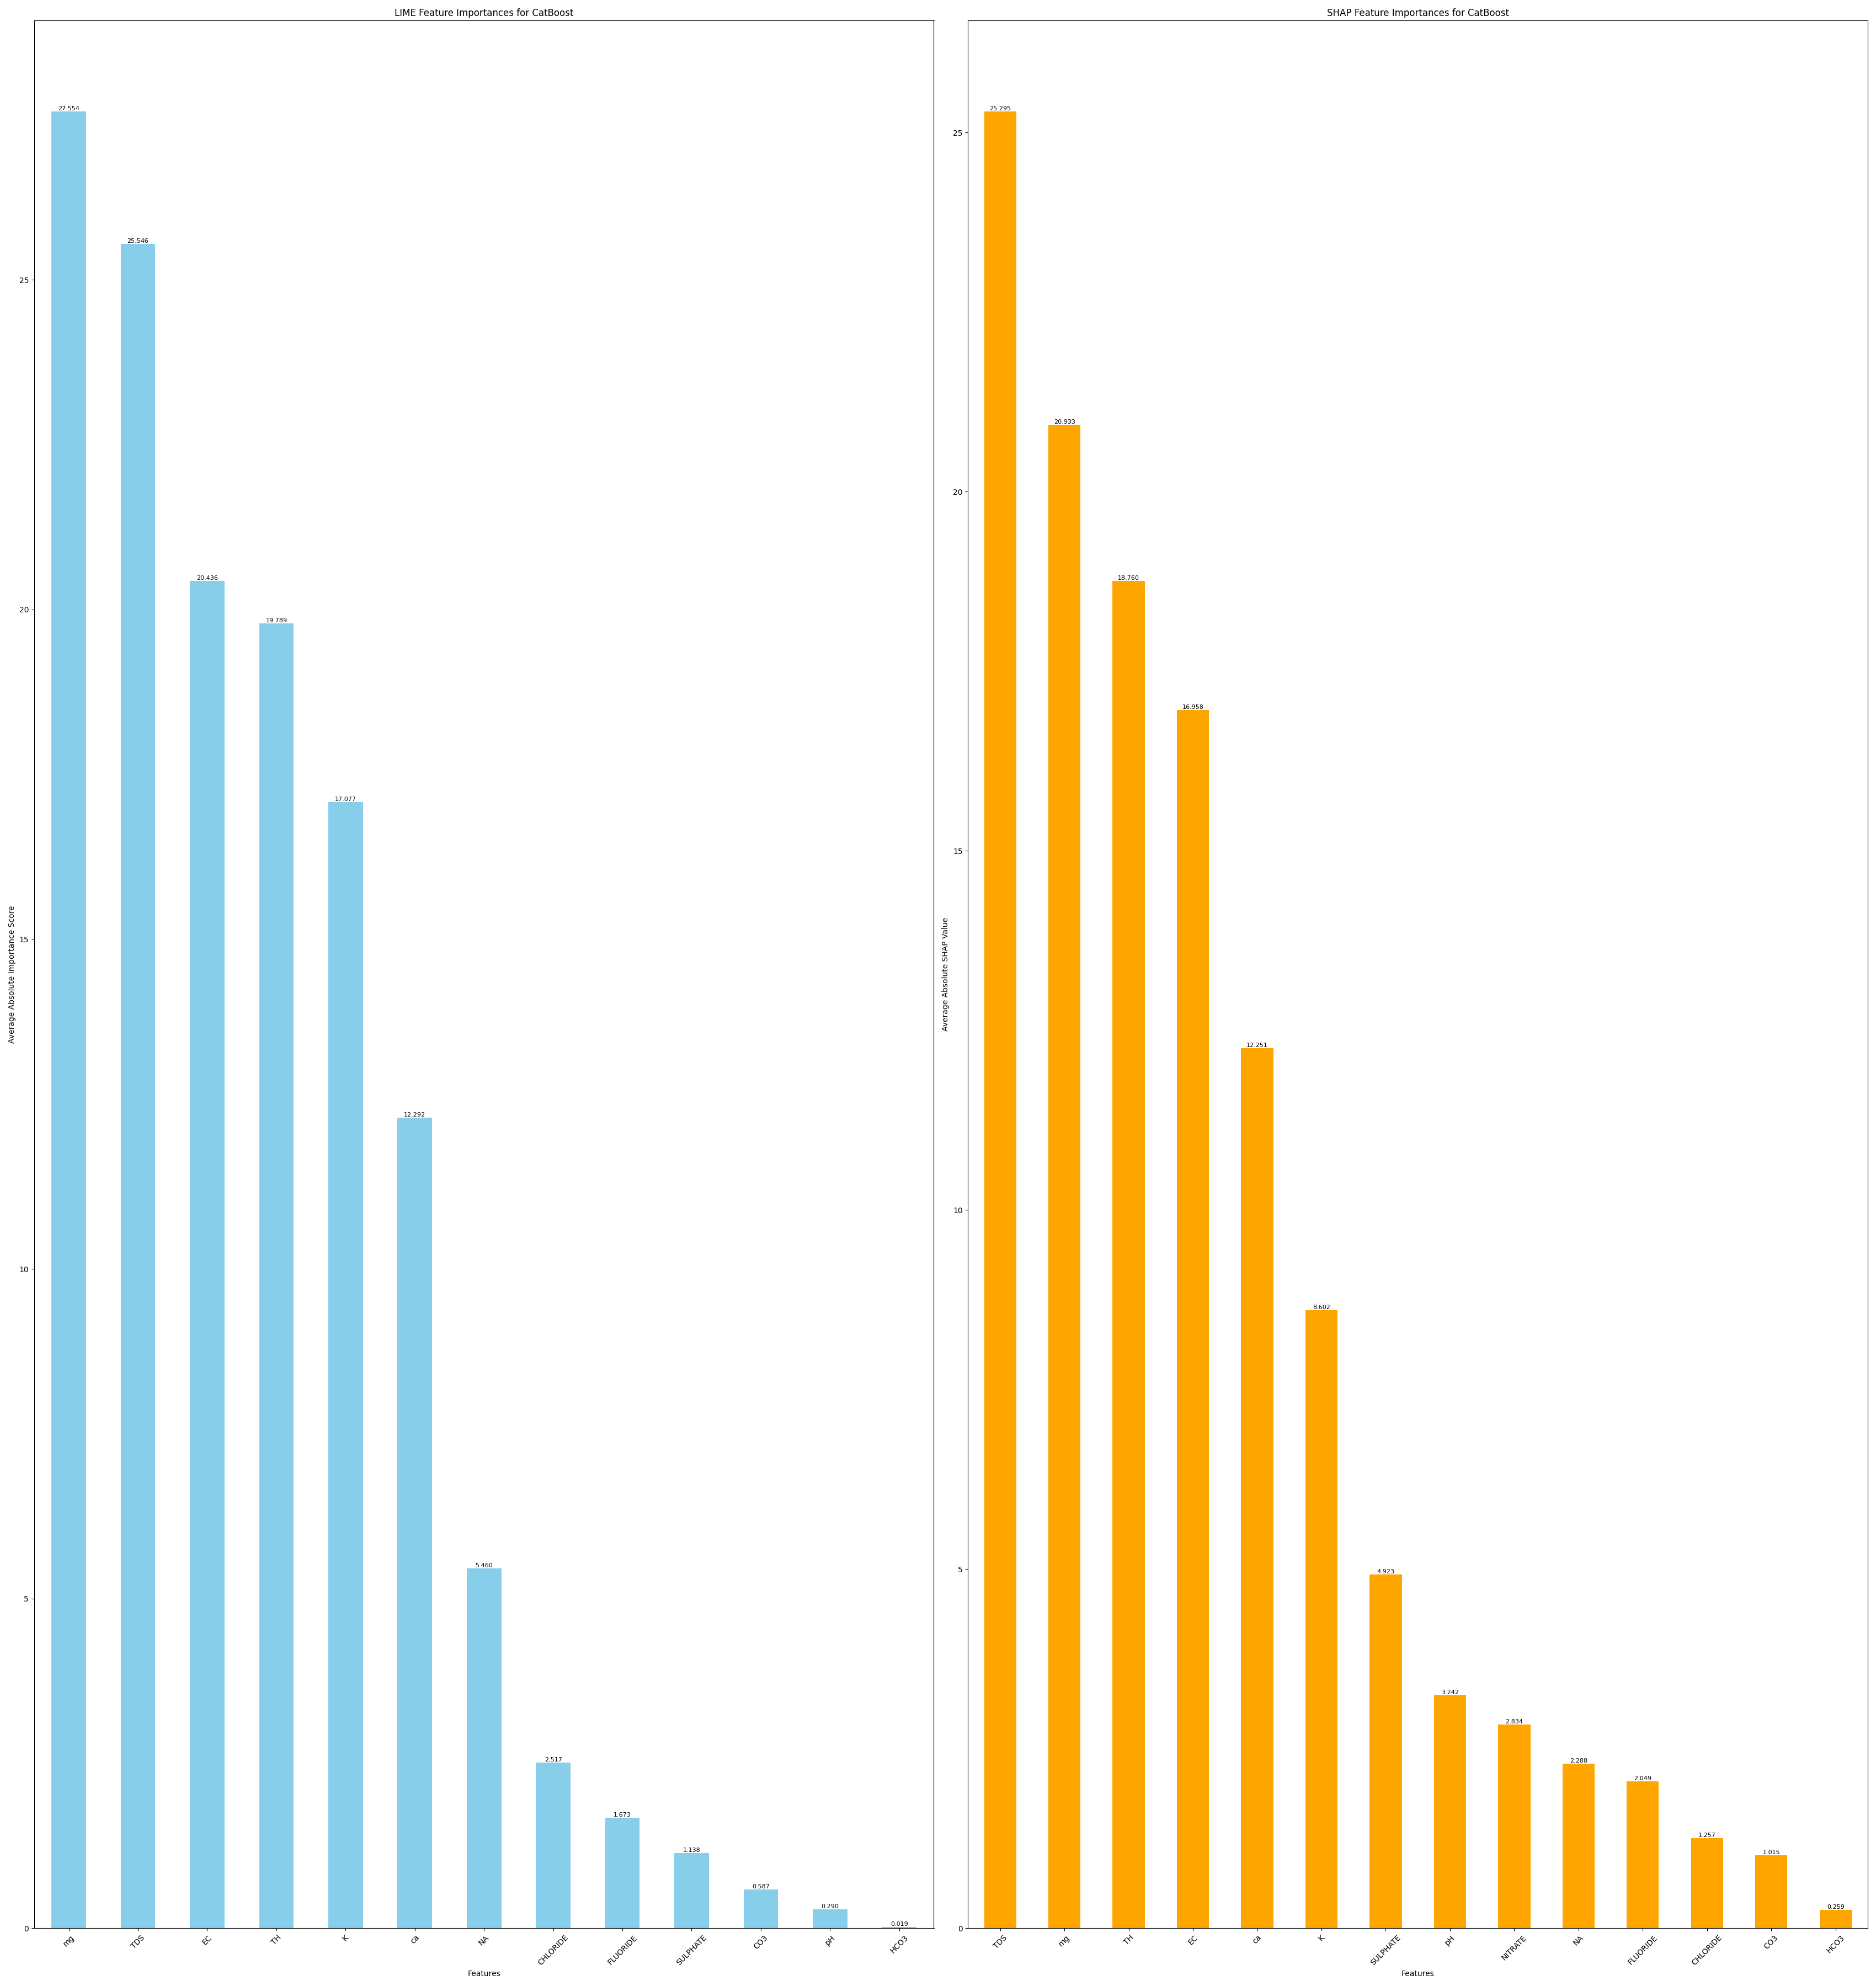 LIME Feature Importances for CatBoost
Average Absolute Importance Score
25
20
15
10
5
0
27.554
25.546
20.436
19.789
17.077
12.292
5.460
2.517
1.673
1.138
0.587
0.290
0.019
mg
TDS
EC
TH
K
ca
NA
CHLORIDE
FLUORIDE
SULPHATE
CO3
pH
HCO3
Features
SHAP Feature Importances for CatBoost
Average Absolute SHAP Value
25
20
15
10
5
0
25.295
20.933
18.760
16.958
12.251
8.602
4.923
3.242
2.834
2.288
2.049
1.257
1.015
0.259
TDS
mg
TH
EC
ca
K
SULPHATE
pH
NITRATE
NA
FLUORIDE
CHLORIDE
CO3
HCO3
Features